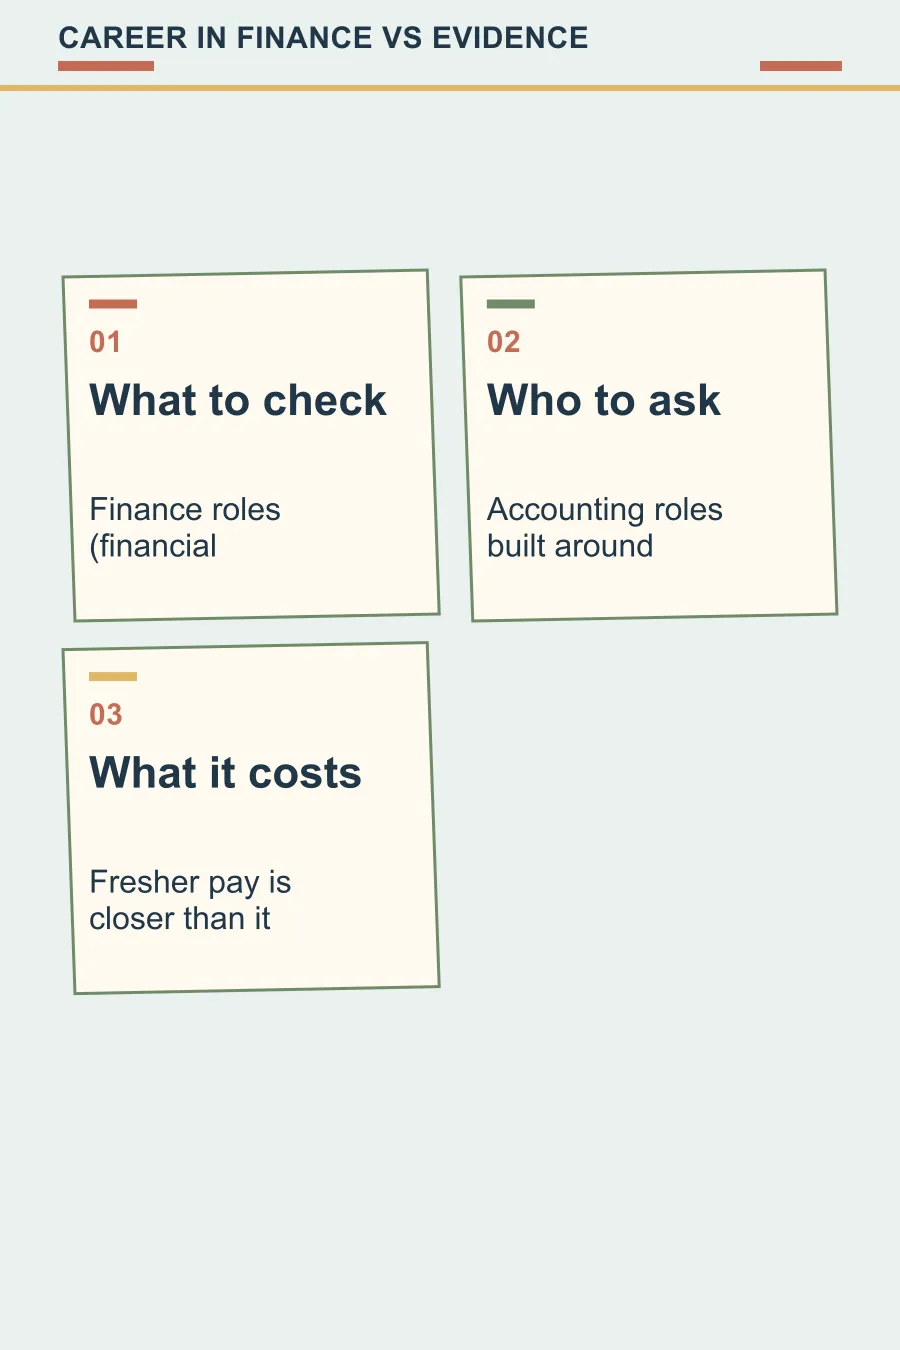 CAREER IN FINANCE VS EVIDENCE
01
What to check
Finance roles
(financial
02
Who to ask
Accounting roles
built around
03
What it costs
Fresher pay is
closer than it